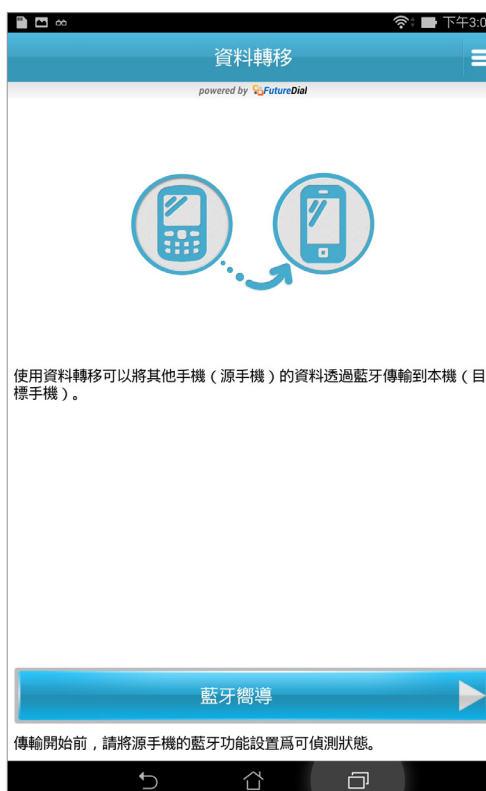 下午3:0
資料轉移
powered by FutureDial
使用資料轉移可以將其他手機（源手機）的資料透過藍牙傳輸到本機（目
標手機）。
藍牙嚮導
傳輸開始前，請將源手機的藍牙功能設置爲可偵測狀態。